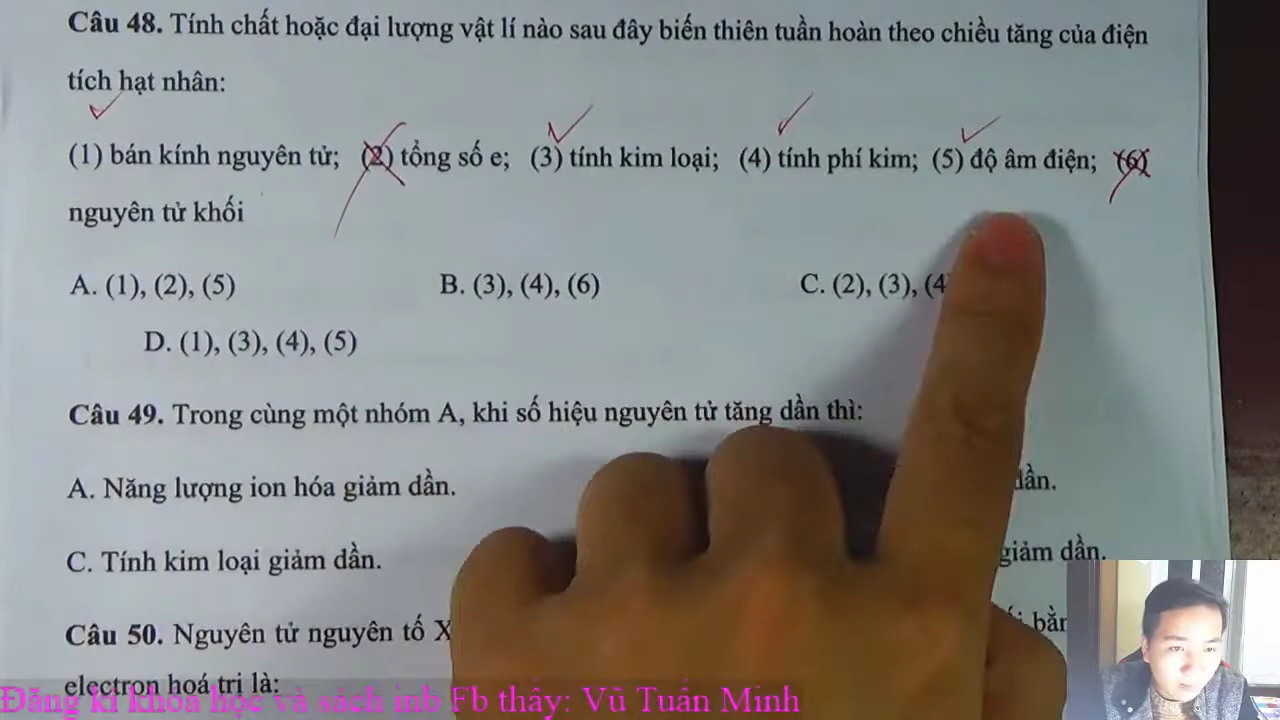 Câu 48. Tính chất hoặc đại lượng vật lí nào sau đây biến thiên tuần hoàn theo chiều tăng của điện
tích hạt nhân:
(1) bán kính nguyên tử; (2) tổng số e; (3) tính kim loại; (4) tính phí kim; (5) độ âm điện; (6)
nguyên tử khối
A. (1), (2), (5) B. (3), (4), (6) C. (2), (3), (4
D. (1), (3), (4), (5)
Câu 49. Trong cùng một nhóm A, khi số hiệu nguyên tử tăng dần thì:
A. Năng lượng ion hóa giảm dần. dần.
C. Tính kim loại giảm dần. giảm dần.
Câu 50. Nguyên tử nguyên tố X
electron hoá trị là:
Đăng kí khóa học và sách inb Fb thầy: Vũ Tuấn Minh